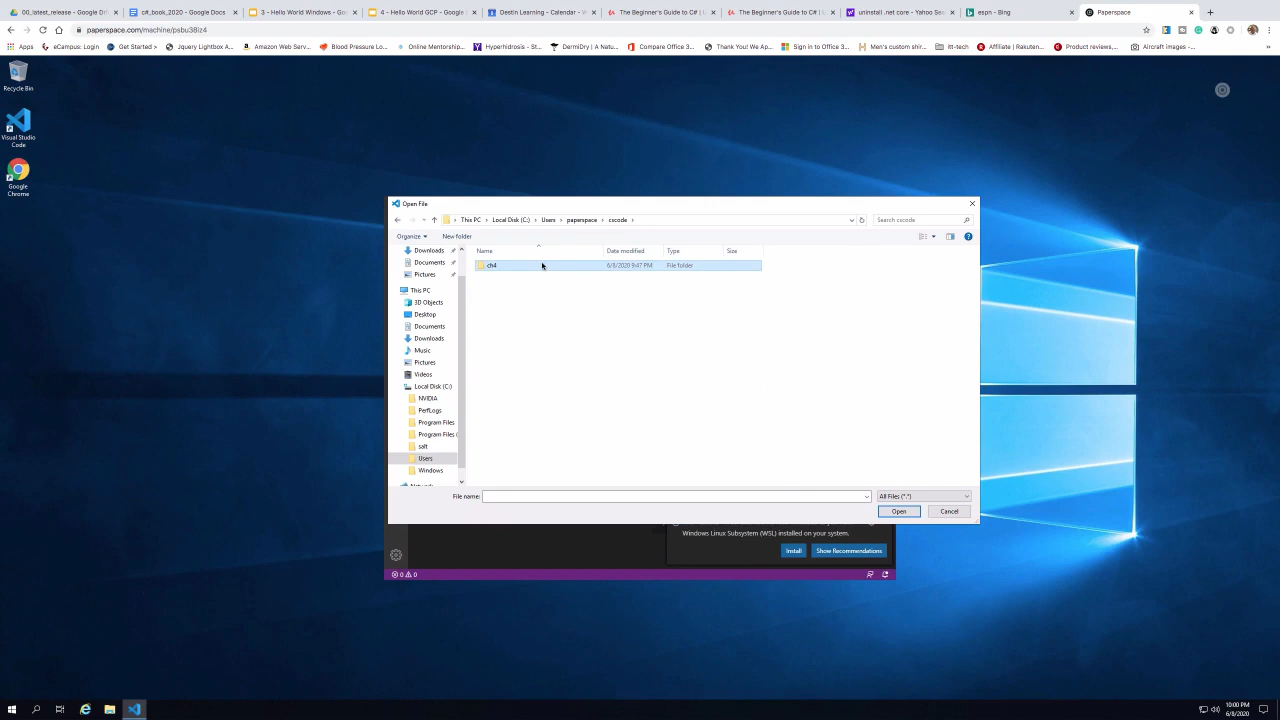 00_latest_release - Google Dri
c#_book_2020 - Google Docs
3 - Hello World Windows - Goo
4 - Hello World GCP - Google
Destin Learning - Calendar - W
The Beginner's Guide to C# | U
The Beginner's Guide to C# | U
uninstall .net core - Yahoo Sea
espn - Bing
Paperspace
paperspace.com/machine/psbu38lz4
Apps
eCampus: Login
Get Started >
jquery Lightbox A...
Amazon Web Serv...
Blood Pressure Lo...
Online Mentorship...
Hyperhidrosis - St...
DermiDry | A Natu...
Compare Office 3...
Thank You! We Ap...
Sign in to Office 3...
Men's custom shir...
itt-tech
Affiliate | Rakuten...
Product reviews,...
Aircraft images -...
Recycle Bin
Visual Studio
Code
Google
Chrome
Open File
This PC > Local Disk (C:) > Users > paperspace > cscode >
Search cscode
Organize
New folder
Name
Date modified
Type
Size
ch4
6/8/2020 9:47 PM
File folder
Downloads
Documents
Pictures
This PC
3D Objects
Desktop
Documents
Downloads
Music
Pictures
Videos
Local Disk (C:)
NVIDIA
PerfLogs
Program Files
Program Files (
salt
Users
Windows
File name:
All Files (*.*)
Open
Cancel
Windows Linux Subsystem (WSL) installed on your system.
Install
Show Recommendations
0
0
10:00 PM
6/8/2020